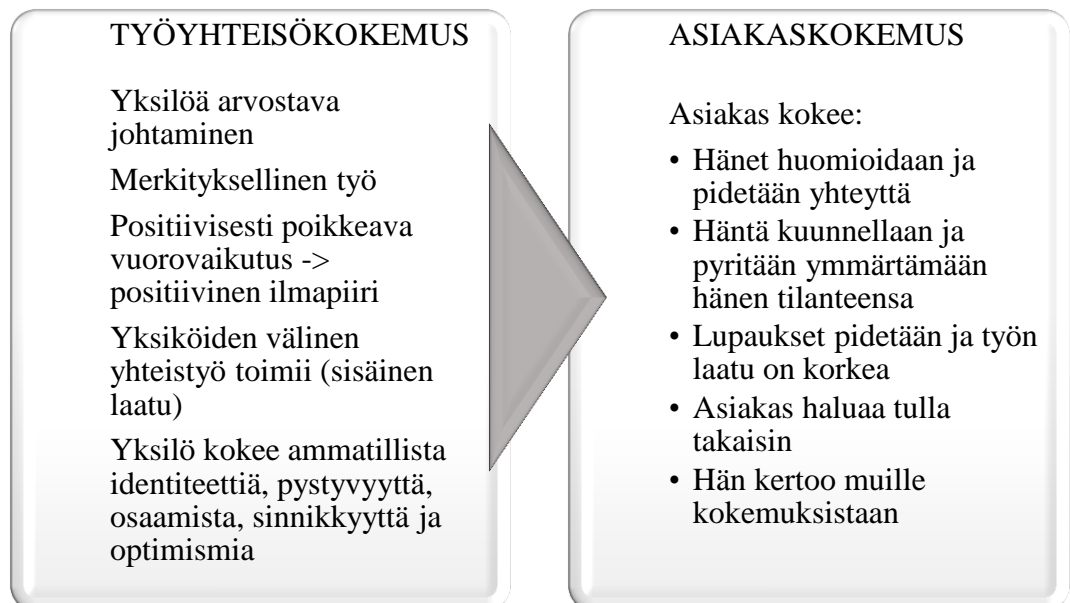 TYÖYHTEISÖKOKEMUS
Yksilöä arvostava
johtaminen
Merkityksellinen työ
Positiivisesti poikkeava
vuorovaikutus ->
positiivinen ilmapiiri
Yksiköiden välinen
yhteistyö toimii (sisäinen
laatu)
Yksilö kokee ammatillista
identiteettiä, pystyvyyttä,
osaamista, sinnikkyyttä ja
optimismia
ASIAKASKOKEMUS
Asiakas kokee:
• Hänet huomioidaan ja
pidetään yhteyttä
• Häntä kuunnellaan ja
pyritään ymmärtämään
hänen tilanteensa
• Lupaukset pidetään ja työn
laatu on korkea
• Asiakas haluaa tulla
takaisin
• Hän kertoo muille
kokemuksistaan